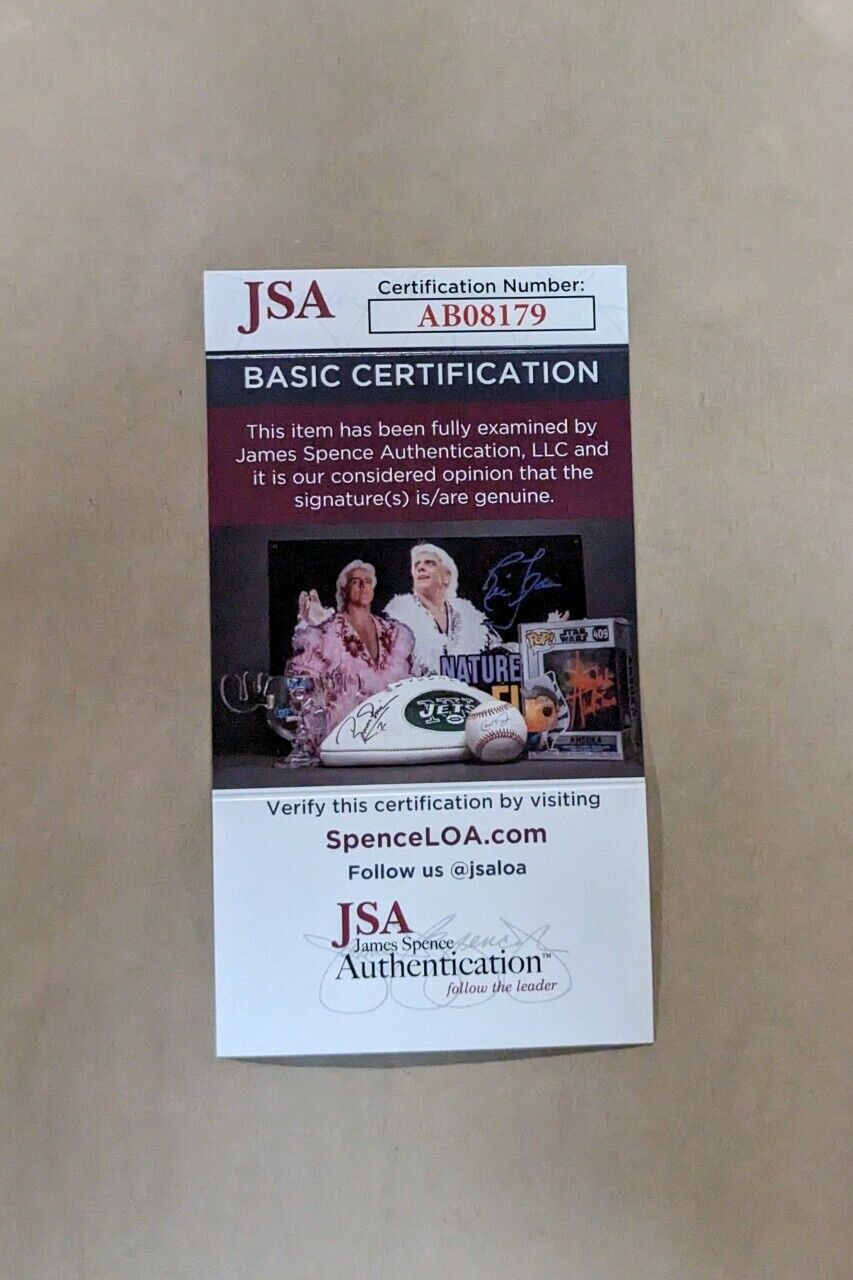 JSA
Certification Number:
AB08179
BASIC CERTIFICATION
This item has been fully examined by
James Spence Authentication, LLC and
it is our considered opinion that the
signature(s) is/are genuine.
NATURE
POP!
STAR
WARS
409
JETS
AHSOKA
Verify this certification by visiting
SpenceLOA.com
Follow us @jsaloa
JSA
James Spence
Authentication™
follow the leader